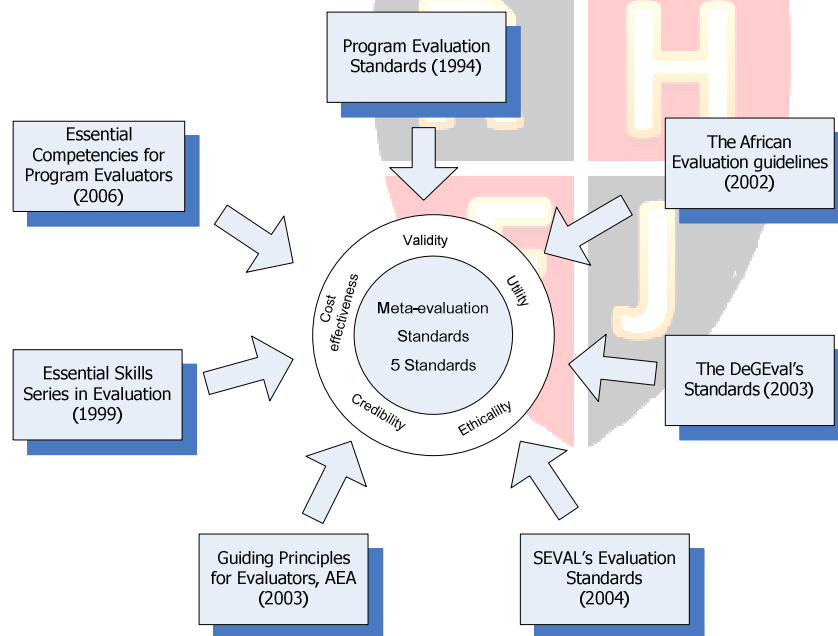 Program Evaluation
Standards (1994)
Essential
Competencies for
Program Evaluators
(2006)
The African
Evaluation guidelines
(2002)
Validity
Utility
Cost
effectiveness
Meta-evaluation
Standards
5 Standards
Credibility
Ethicality
Essential Skills
Series in Evaluation
(1999)
The DeGEval's
Standards (2003)
Guiding Principles
for Evaluators, AEA
(2003)
SEVAL's Evaluation
Standards
(2004)
H
J